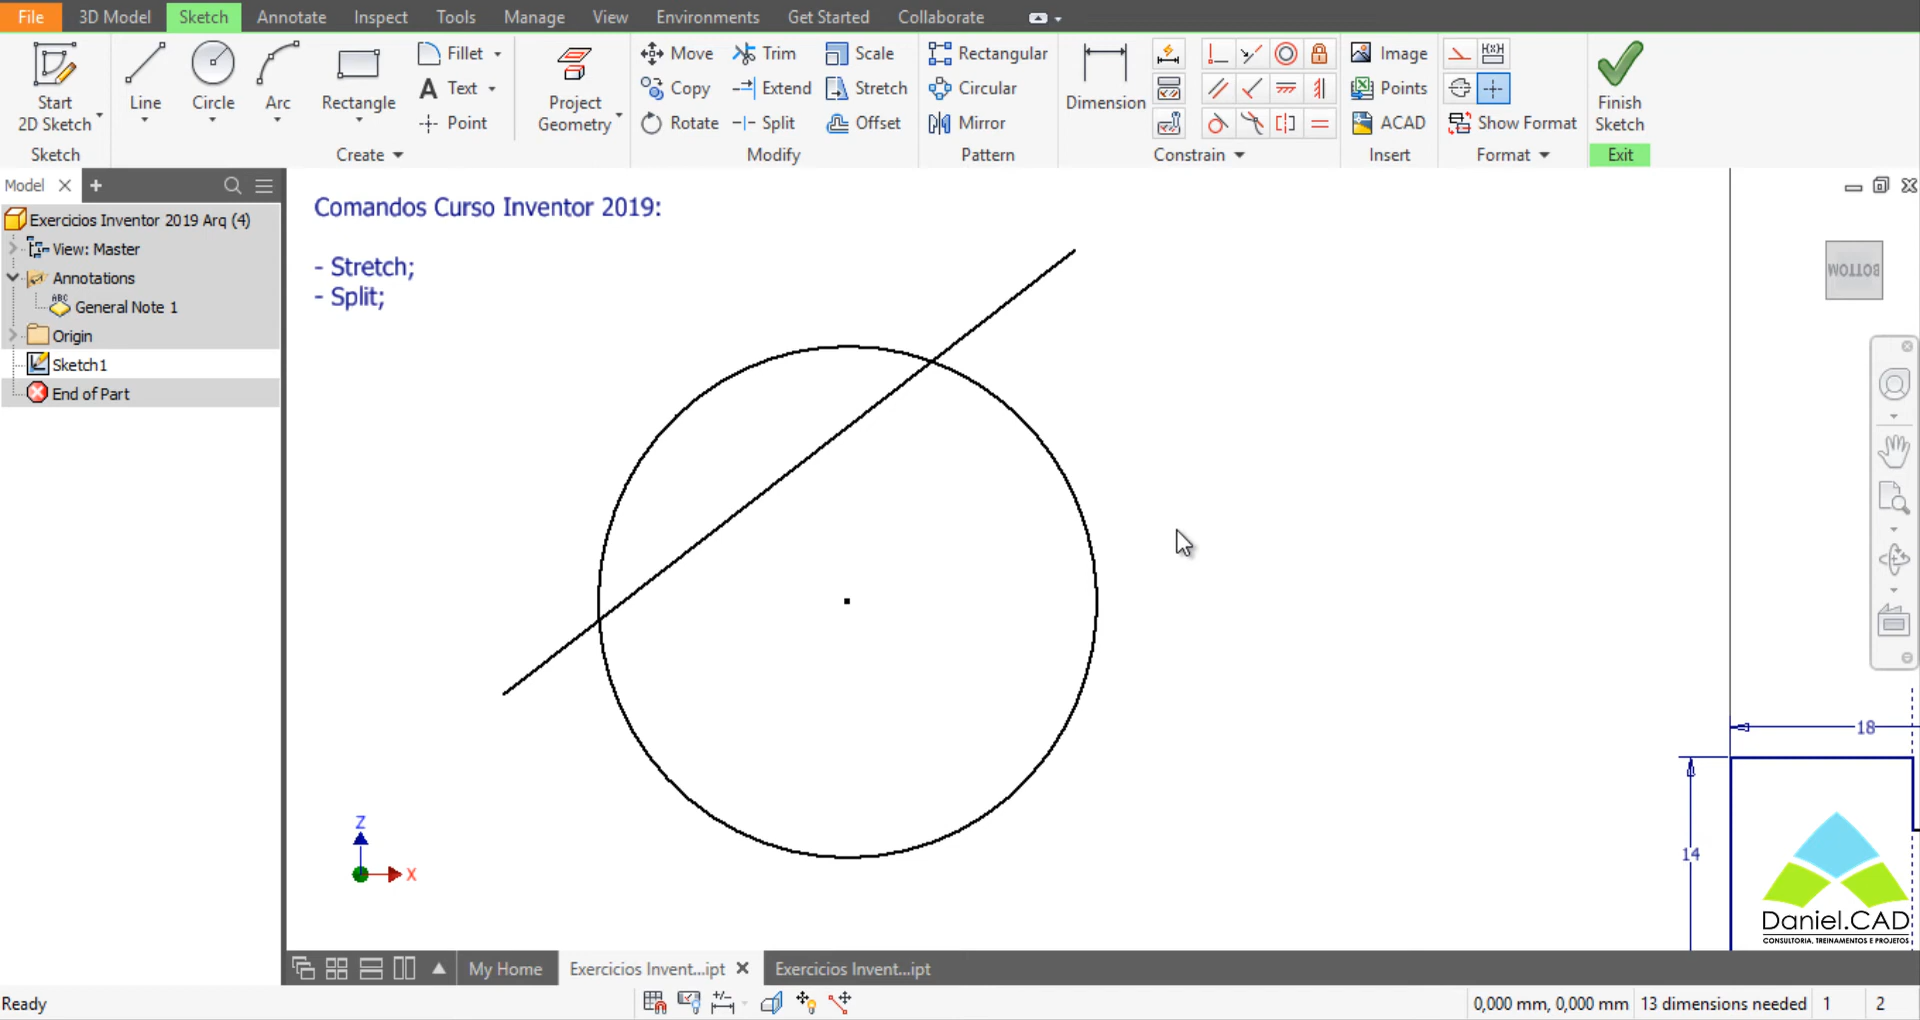 File 3D Model Sketch Annotate Inspect Tools Manage View Environments Get Started Collaborate
Start
2D Sketch
Line
Circle
Arc
Rectangle
Fillet
Text
Point
Project
Geometry
Move
Copy
Rotate
Trim
Extend
Split
Scale
Stretch
Offset
Rectangular
Circular
Mirror
Dimension
Image
Points
ACAD
Show Format
Finish
Sketch
Sketch Create Modify Pattern Constrain Insert Format Exit
Model
Exercicios Inventor 2019 Arq (4)
View: Master
Annotations
ABC
General Note 1
Origin
Sketch1
End of Part
Comandos Curso Inventor 2019:
- Stretch;
- Split;
BOTTOM
Z
X
18
14
Daniel.CAD
CONSULTORIA, TREINAMENTOS E PROJETOS
My Home Exercicios Invent...ipt Exercicios Invent...ipt
Ready 0,000 mm, 0,000 mm 13 dimensions needed 1 2